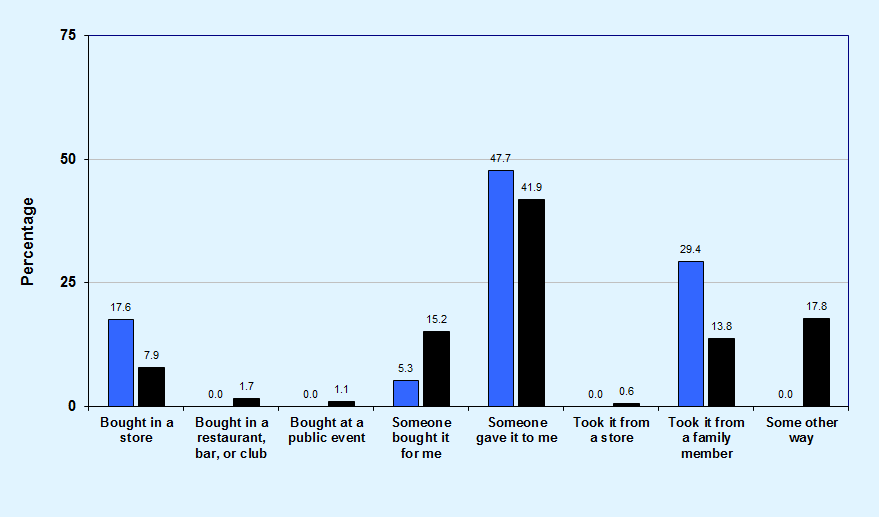 75
50
25
0
Percentage
17.6
7.9
0.0
1.7
0.0
1.1
5.3
15.2
47.7
41.9
0.0
0.6
29.4
13.8
0.0
17.8
Bought in a
store
Bought in a
restaurant,
bar, or club
Bought at a
public event
Someone
bought it
for me
Someone
gave it to me
Took it from
a store
Took it from
a family
member
Some other
way